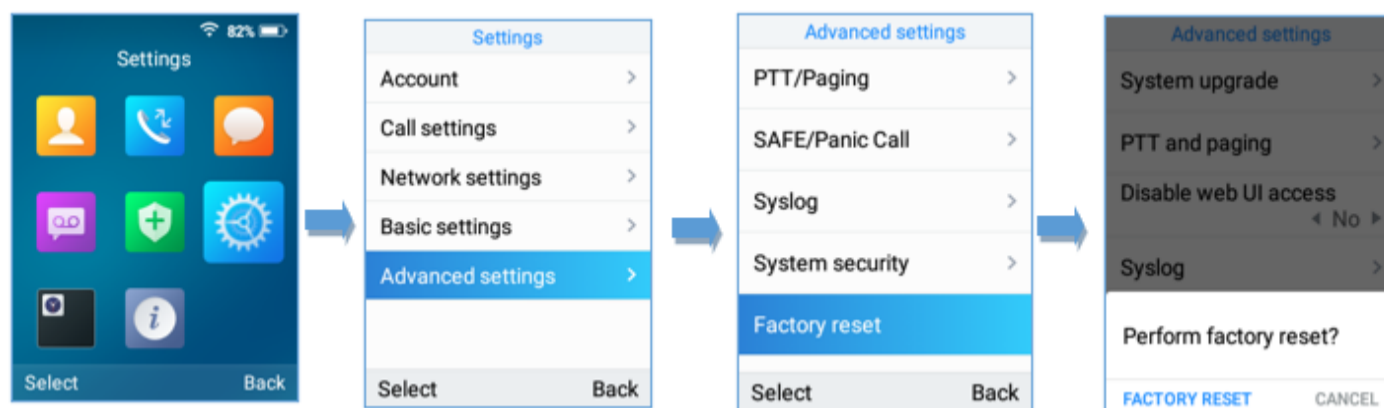 82%
Settings
Select Back
Settings
Account
Call settings
Network settings
Basic settings
Advanced settings
Select Back
Advanced settings
PTT/Paging
SAFE/Panic Call
Syslog
System security
Factory reset
Select Back
Advanced settings
System upgrade
PTT and paging
Disable web UI access
No
Syslog
Perform factory reset?
FACTORY RESET CANCEL